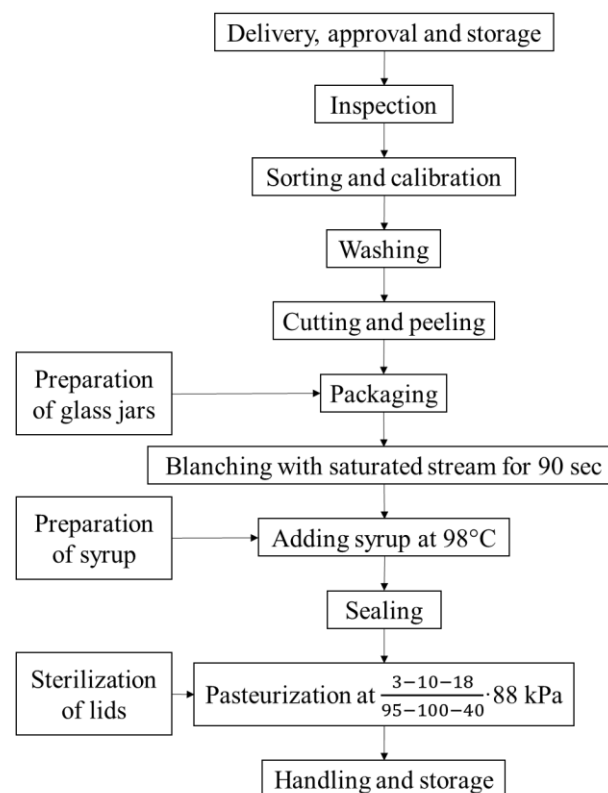 Delivery, approval and storage
Inspection
Sorting and calibration
Washing
Cutting and peeling
Preparation
of glass jars
Packaging
Blanching with saturated stream for 90 sec
Preparation
of syrup
Adding syrup at 98°C
Sealing
Sterilization
of lids
Pasteurization at 3−10−18/95−100−40 ·88 kPa
Handling and storage